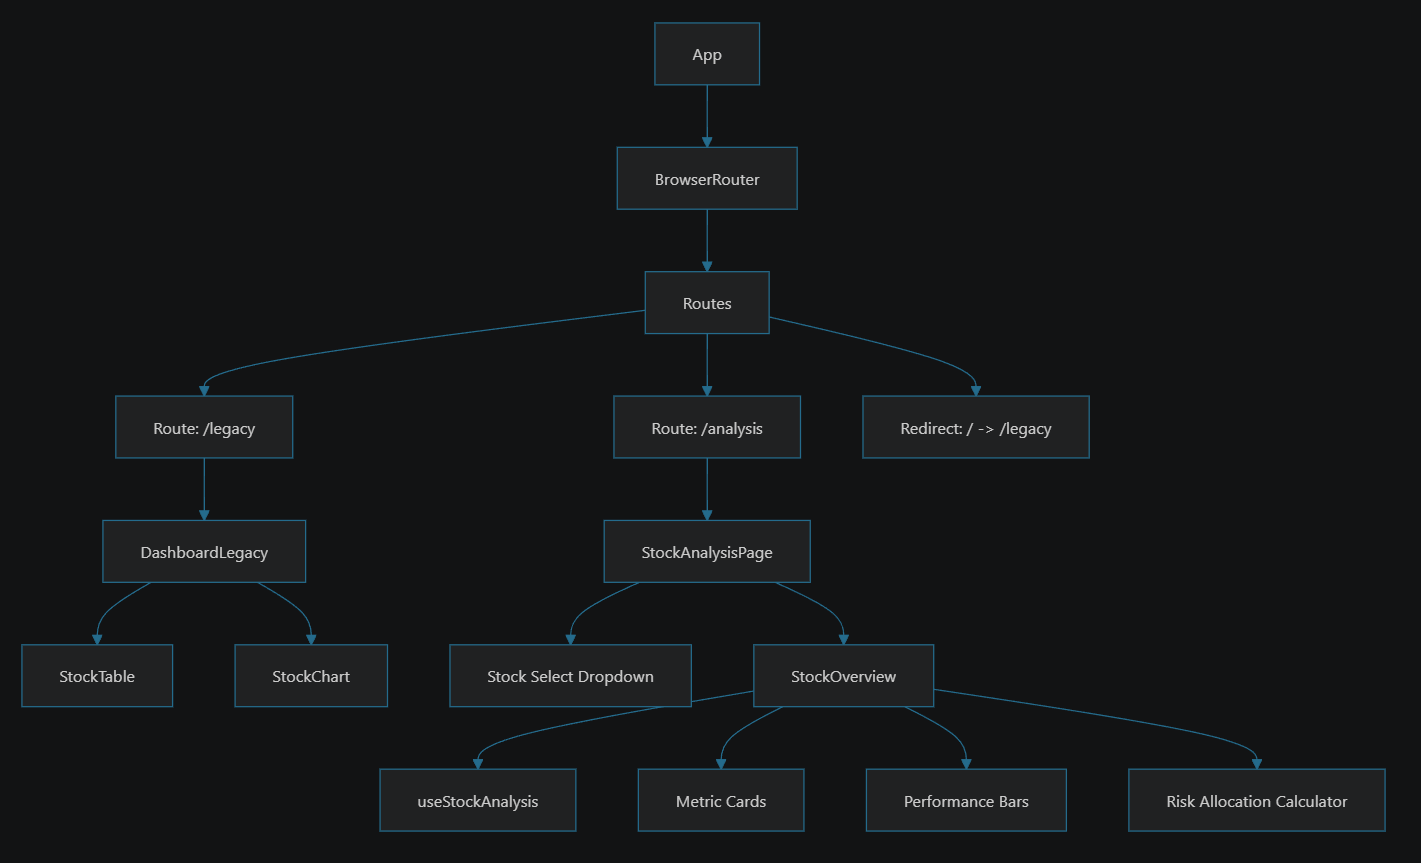 App
BrowserRouter
Routes
Route: /legacy
Route: /analysis
Redirect: / -> /legacy
DashboardLegacy
StockAnalysisPage
StockTable
StockChart
Stock Select Dropdown
StockOverview
useStockAnalysis
Metric Cards
Performance Bars
Risk Allocation Calculator